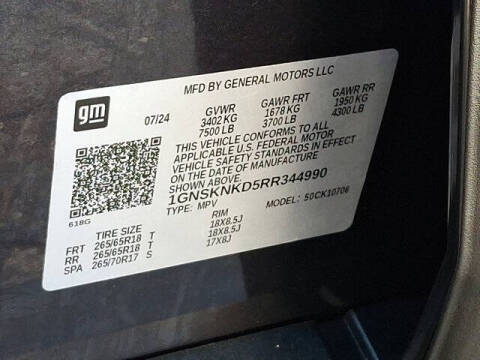 gm
MFD BY GENERAL MOTORS LLC
07/24 GVWR GAWR FRT GAWR RR
3402 KG 1678 KG 1950 KG
7500 LB 3700 LB 4300 LB
THIS VEHICLE CONFORMS TO ALL
APPLICABLE U.S. FEDERAL MOTOR
VEHICLE SAFETY STANDARDS IN EFFECT
ON THE DATE OF MANUFACTURE
1GNSKNKD5RR344990
TYPE: MPV MODEL: 50CK10706
618G
TIRE SIZE RIM
FRT 265/65R18 T 18X8.5J
RR 265/65R18 T 18X8.5J
SPA 265/70R17 S 17X8J